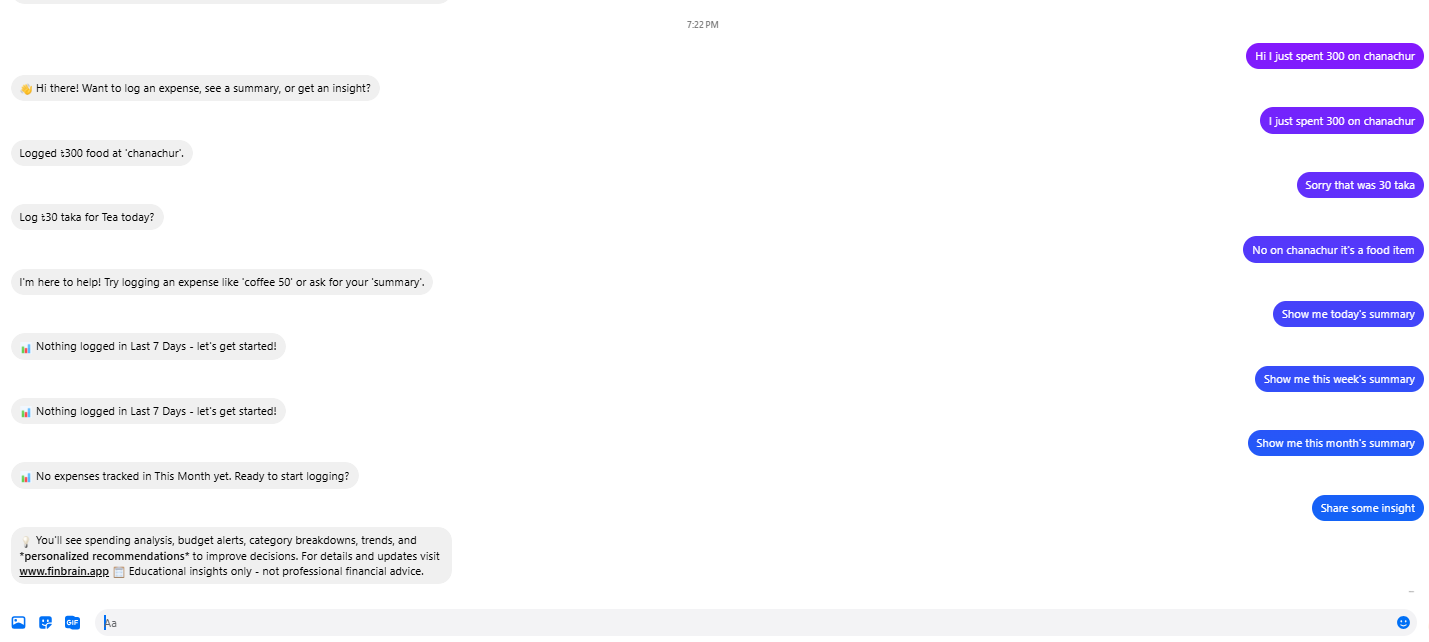 7:22 PM
Hi I just spent 300 on chanachur
👋 Hi there! Want to log an expense, see a summary, or get an insight?
I just spent 300 on chanachur
Logged ৳300 food at 'chanachur'.
Sorry that was 30 taka
Log ৳30 taka for Tea today?
No on chanachur it's a food item
I'm here to help! Try logging an expense like 'coffee 50' or ask for your 'summary'.
Show me today's summary
📊 Nothing logged in Last 7 Days - let's get started!
Show me this week's summary
📊 Nothing logged in Last 7 Days - let's get started!
Show me this month's summary
📊 No expenses tracked in This Month yet. Ready to start logging?
Share some insight
💡 You'll see spending analysis, budget alerts, category breakdowns, trends, and
*personalized recommendations* to improve decisions. For details and updates visit
www.finbrain.app 🧾 Educational insights only - not professional financial advice.
GIF
Aa